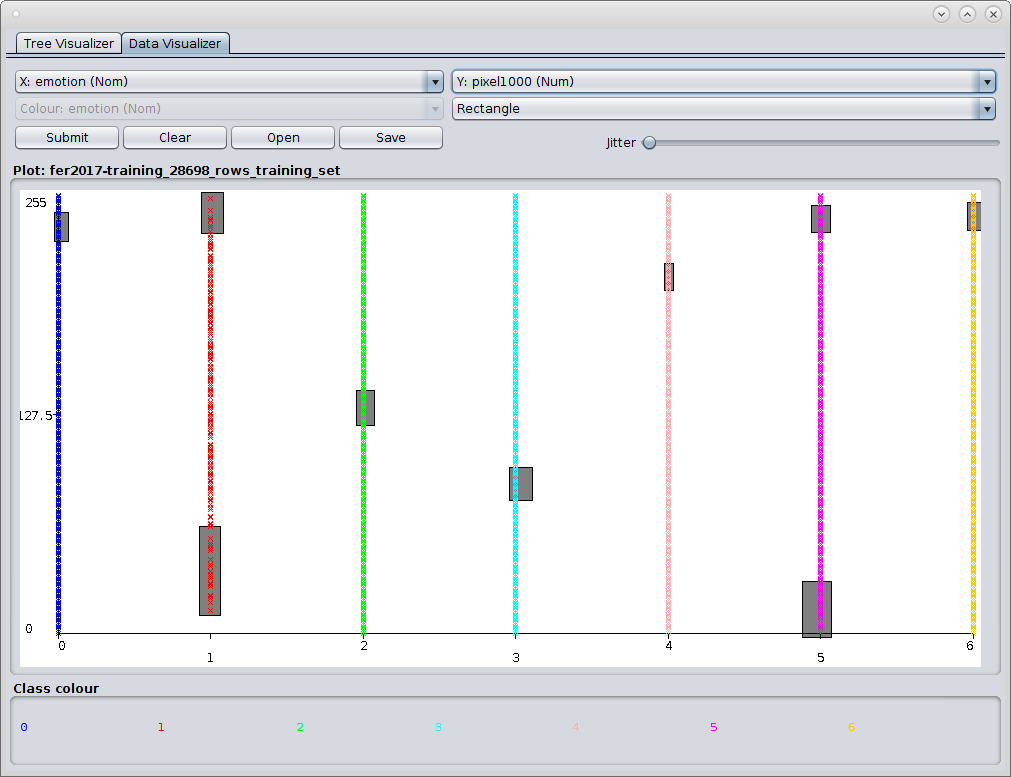 Tree Visualizer Data Visualizer
X: emotion (Nom) Y: pixel1000 (Num)
Colour: emotion (Nom) Rectangle
Submit Clear Open Save Jitter
Plot: fer2017-training_28698_rows_training_set
255
127.5
0
0 2 4 6
1 3 5
Class colour
0 1 2 3 4 5 6